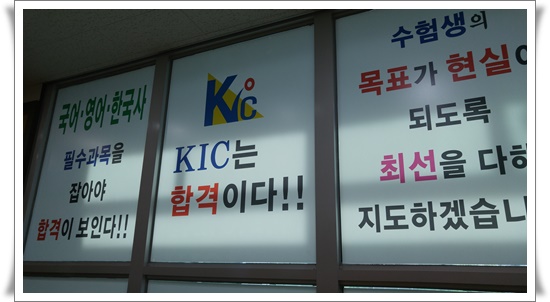 국어·영어·한국사
필수과목을
잡아야
합격이 보인다!!
KIC
KIC는
합격이다!!
수험생의
목표가 현실이
되도록
최선을 다하
지도하겠습니